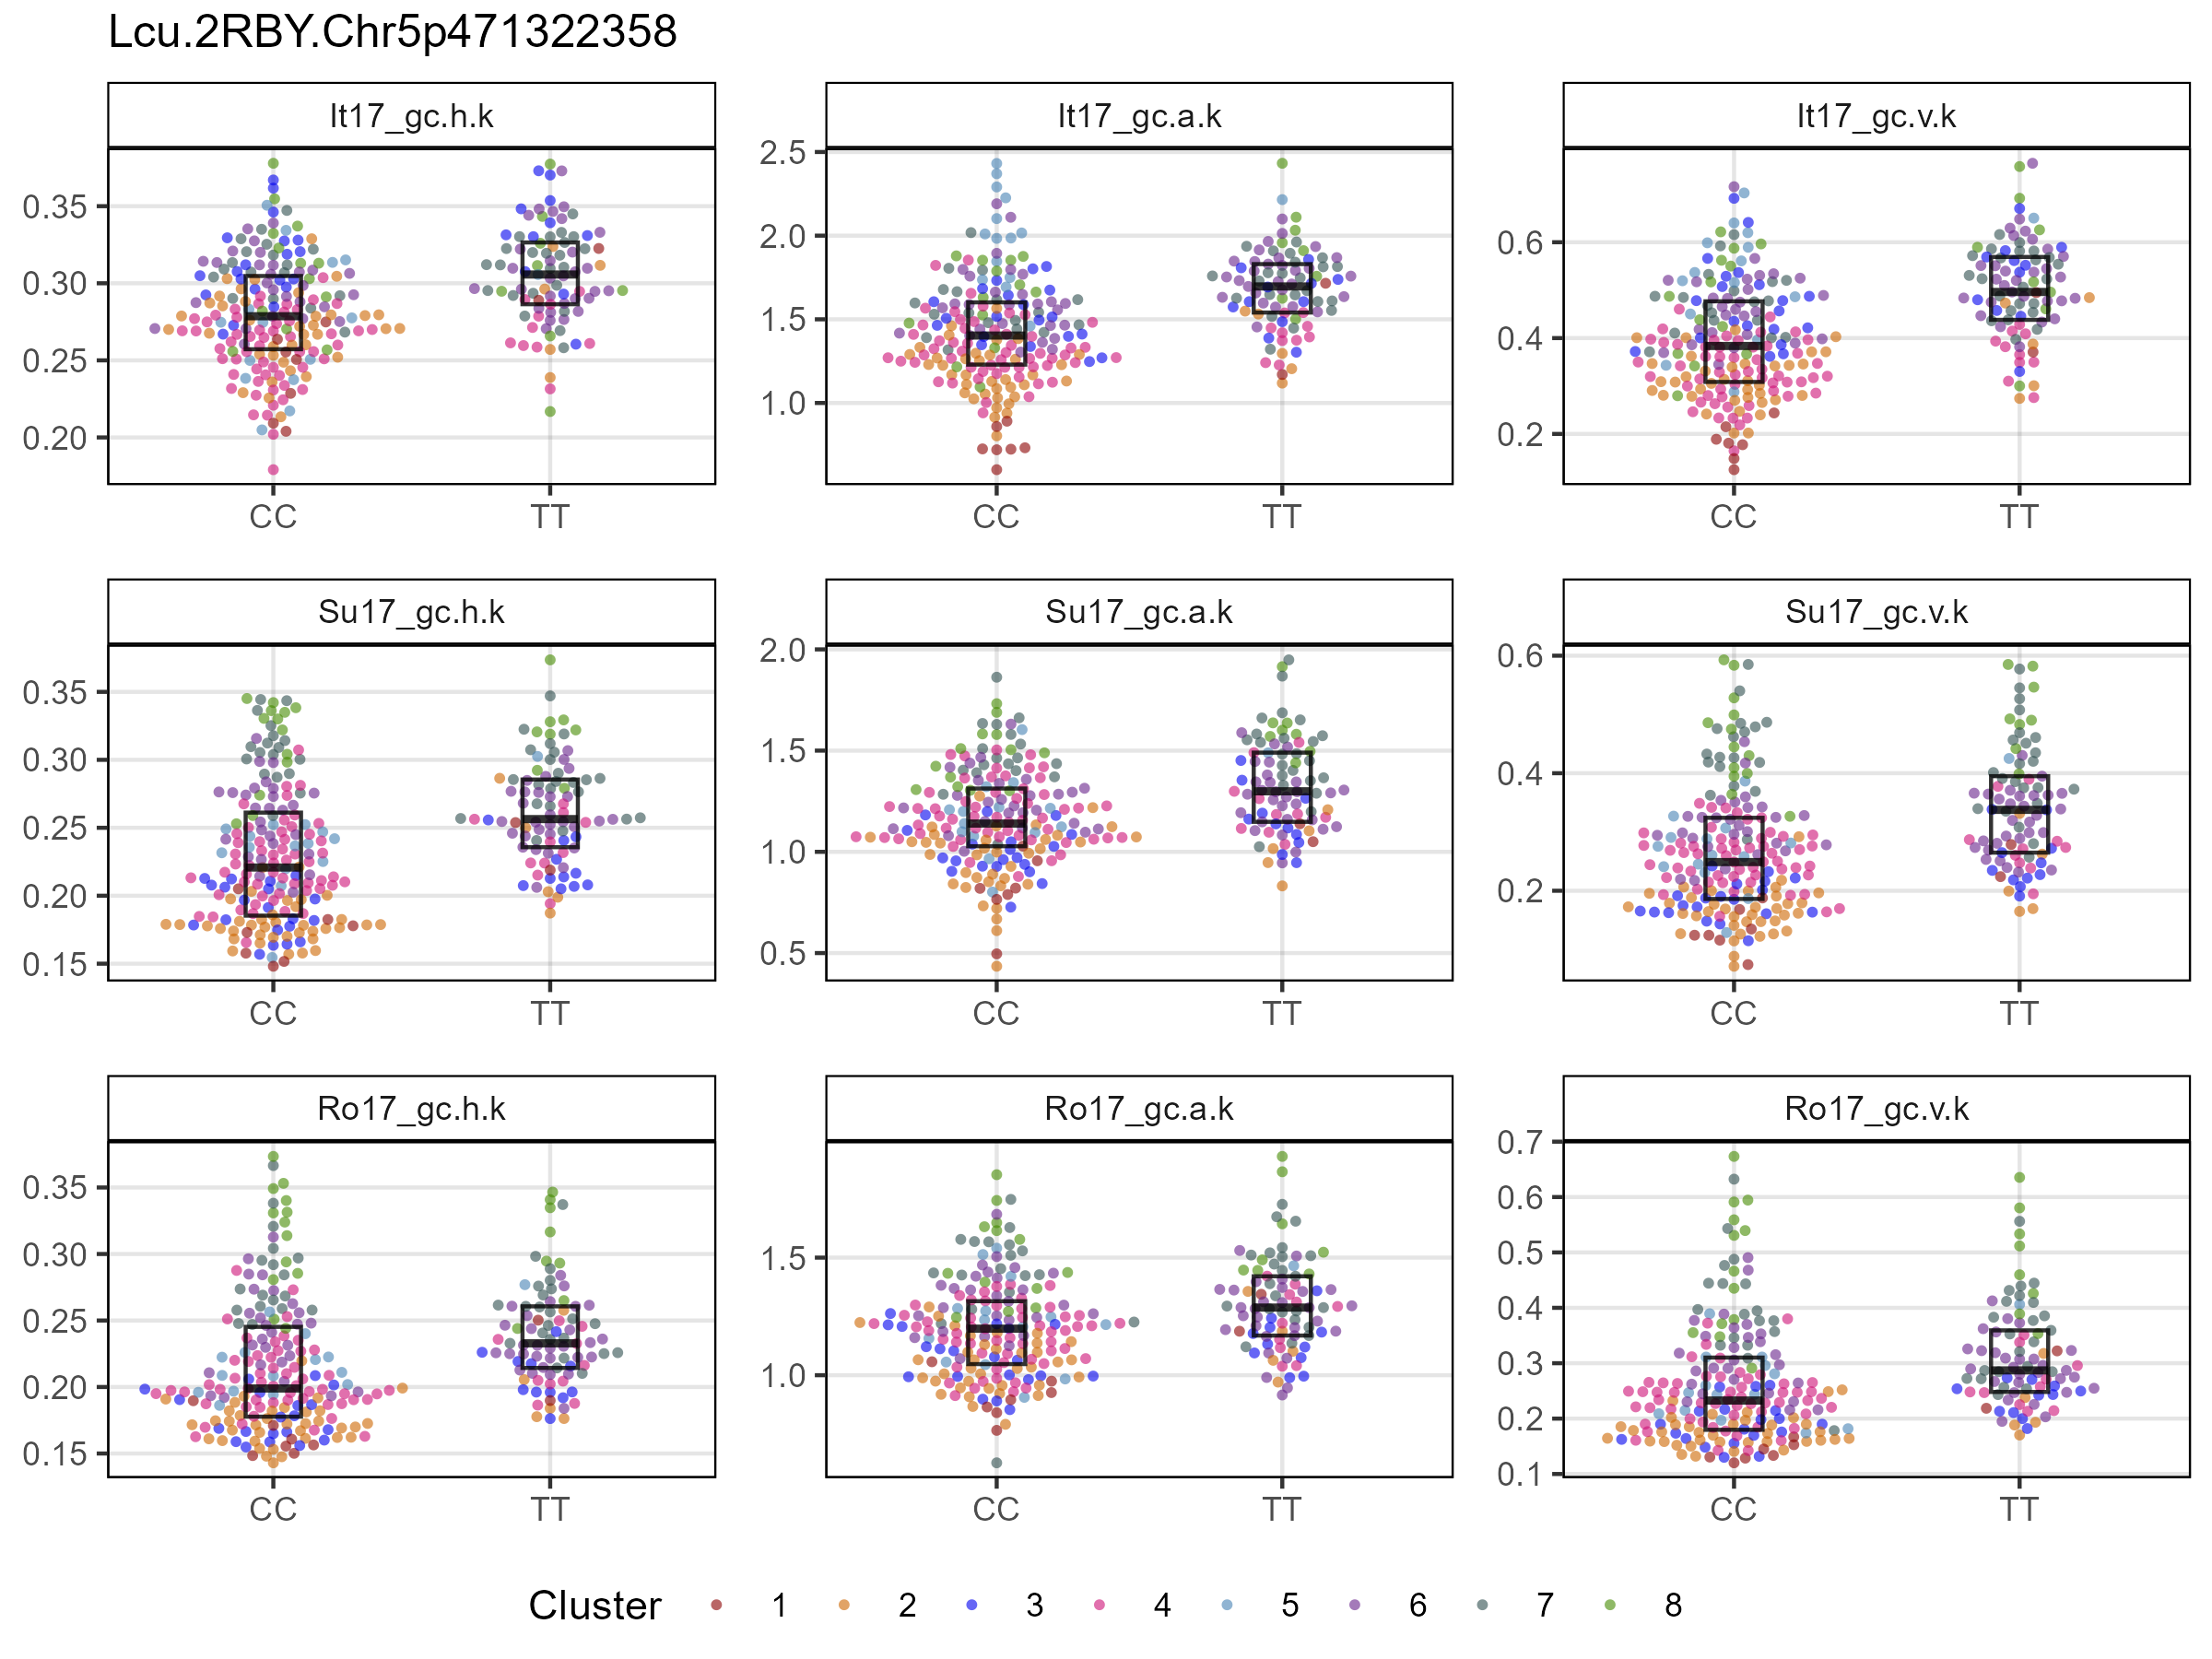 Lcu.2RBY.Chr5p471322358
It17_gc.h.k
It17_gc.a.k
It17_gc.v.k
0.35
0.30
0.25
0.20
2.5
2.0
1.5
1.0
0.6
0.4
0.2
CC TT
CC TT
CC TT
Su17_gc.h.k
Su17_gc.a.k
Su17_gc.v.k
0.35
0.30
0.25
0.20
0.15
2.0
1.5
1.0
0.5
0.6
0.4
0.2
CC TT
CC TT
CC TT
Ro17_gc.h.k
Ro17_gc.a.k
Ro17_gc.v.k
0.35
0.30
0.25
0.20
0.15
1.5
1.0
0.7
0.6
0.5
0.4
0.3
0.2
0.1
CC TT
CC TT
CC TT
Cluster 1 2 3 4 5 6 7 8